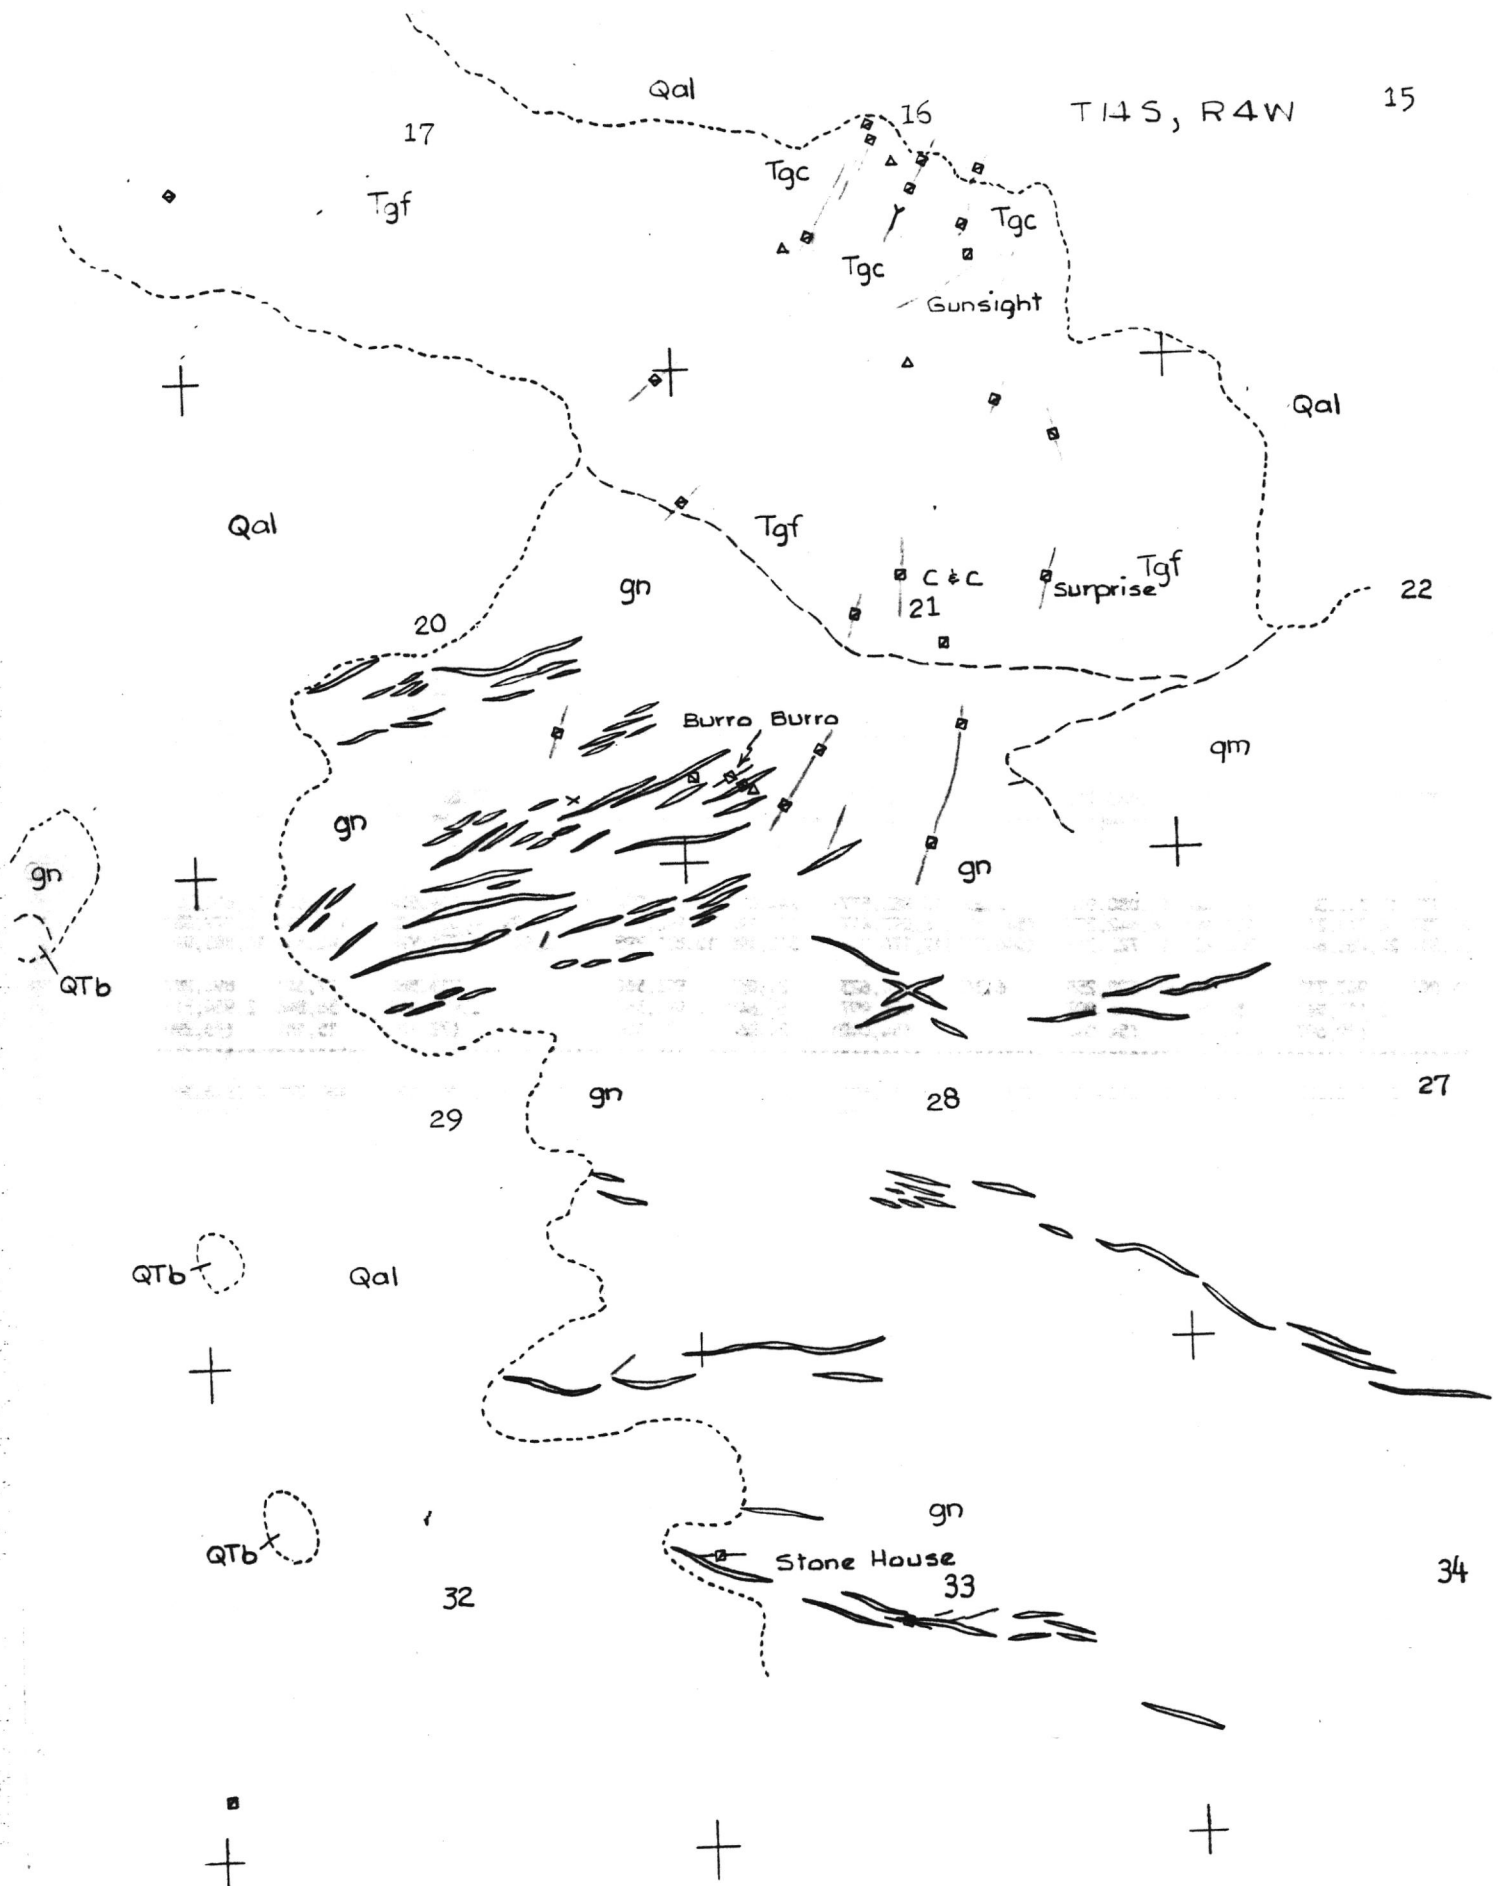 Qal
16
T14S, R4W
15
17
Tgc
Tgf
Tgc
Tgc
Gunsight
Qal
Qal
Tgf
gn
C & C
Tgf
Surprise
21
22
20
Burro Burro
qm
gn
gn
gn
QTb
gn
28
27
29
QTb
Qal
gn
QTb
Stone House
33
34
32